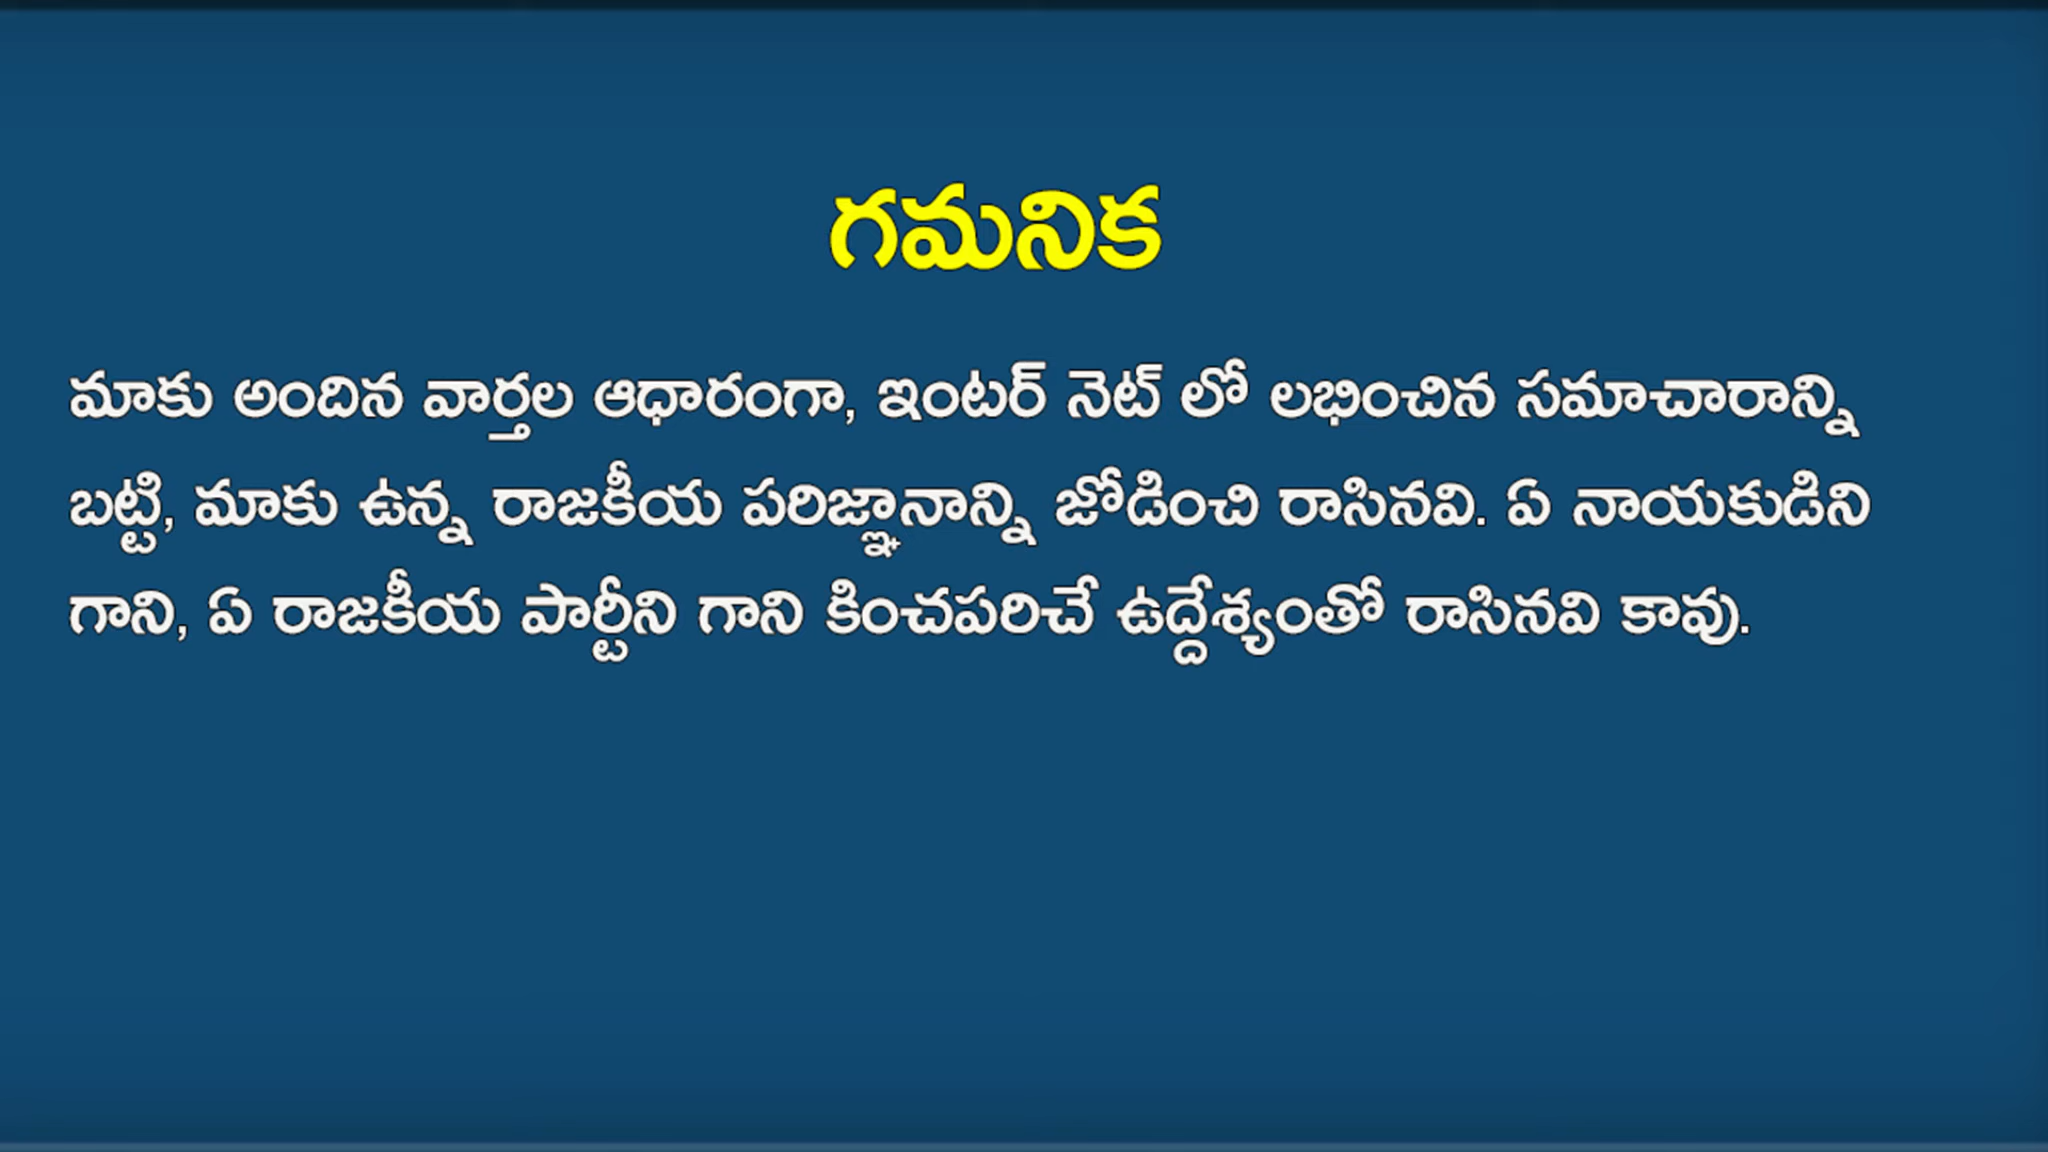 గమనిక
మాకు అందిన వార్తల ఆధారంగా, ఇంటర్ నెట్ లో లభించిన సమాచారాన్ని
బట్టి, మాకు ఉన్న రాజకీయ పరిజ్ఞానాన్ని జోడించి రాసినవి. ఏ నాయకుడిని
గాని, ఏ రాజకీయ పార్టీని గాని కించపరిచే ఉద్దేశ్యంతో రాసినవి కావు.